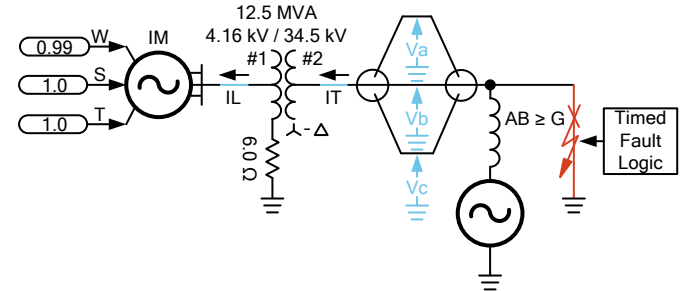 12.5 MVA
4.16 kV / 34.5 kV
0.99
W
IM
#1
#2
Va
1.0
S
IL
IT
AB ≥ G
Timed
Fault
Logic
Vb
1.0
T
6.0 Ω
-Δ
Vc